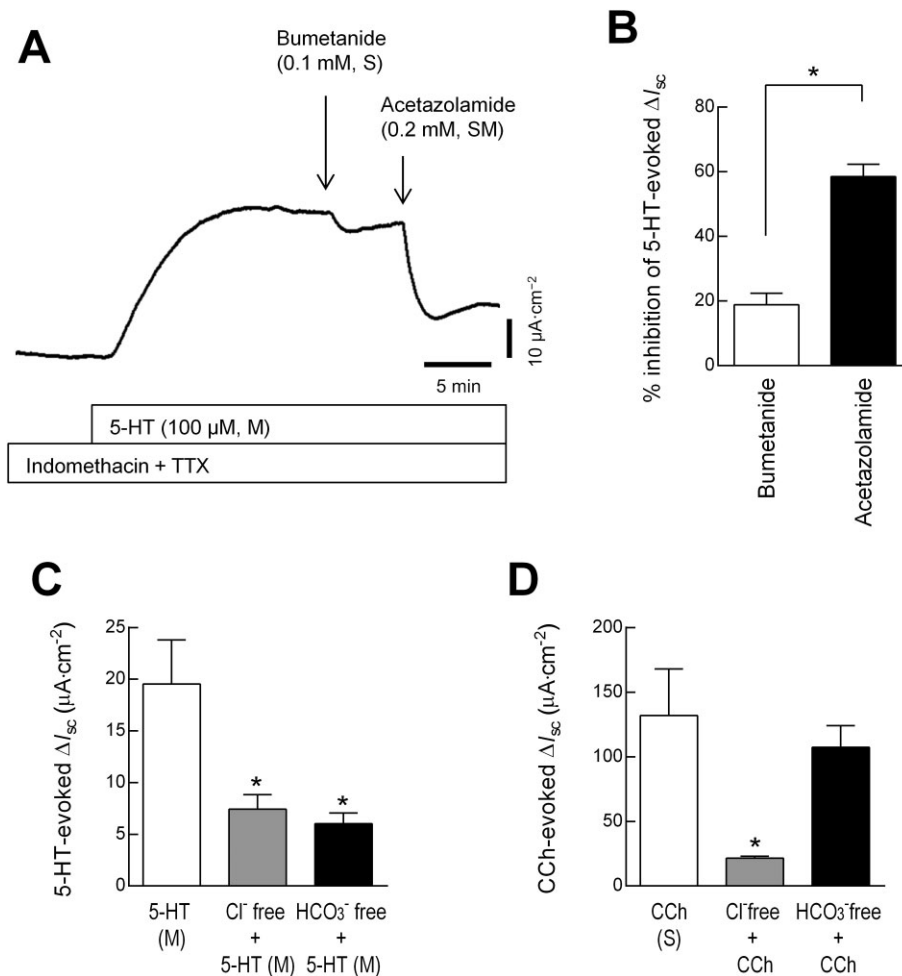 A
Bumetanide
(0.1 mM, S)
Acetazolamide
(0.2 mM, SM)
10 μA·cm⁻²
5 min
5-HT (100 μM, M)
Indomethacin + TTX
B
% inhibition of 5-HT-evoked ΔIsc
80
60
40
20
0
*
Bumetanide
Acetazolamide
C
5-HT-evoked ΔIsc (μA·cm⁻²)
25
20
15
10
5
0
*
*
5-HT
(M)
Cl⁻ free
+
5-HT (M)
HCO₃⁻ free
+
5-HT (M)
D
CCh-evoked ΔIsc (μA·cm⁻²)
200
150
100
50
0
*
CCh
(S)
Cl⁻free
+
CCh
HCO₃⁻free
+
CCh